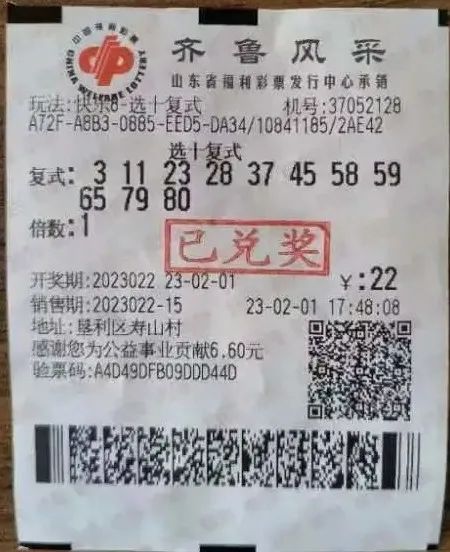 中国福利彩票
CHINA WELFARE LOTTERY
齐鲁风采
山东省福利彩票发行中心承销
玩法:快乐8-选十复式 机号:37052128
A72F-A8B3-0885-EED5-DA34/10841185/2AE42
选十复式
复式: 3 11 23 28 37 45 58 59
65 79 80
倍数:1
已兑奖
开奖期:2023022 23-02-01 ¥:22
销售期:2023022-15 23-02-01 17:48:08
地址:垦利区寿山村
感谢您为公益事业贡献6.60元
验票码:A4D49DFB09DDD44D